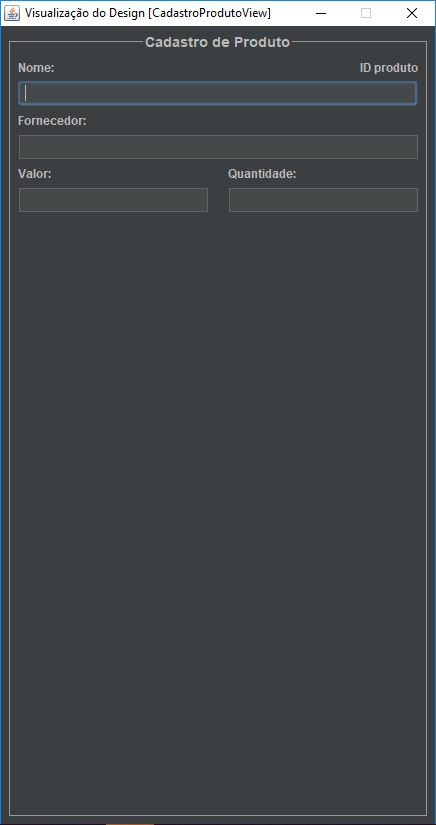 Visualização do Design [CadastroProdutoView]
Cadastro de Produto
Nome: ID produto
Fornecedor:
Valor: Quantidade: